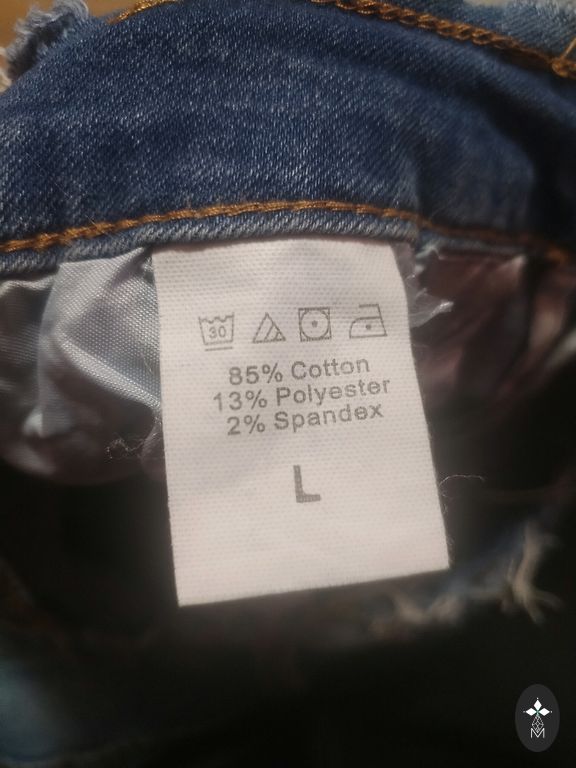 30
85% Cotton
13% Polyester
2% Spandex
L
M